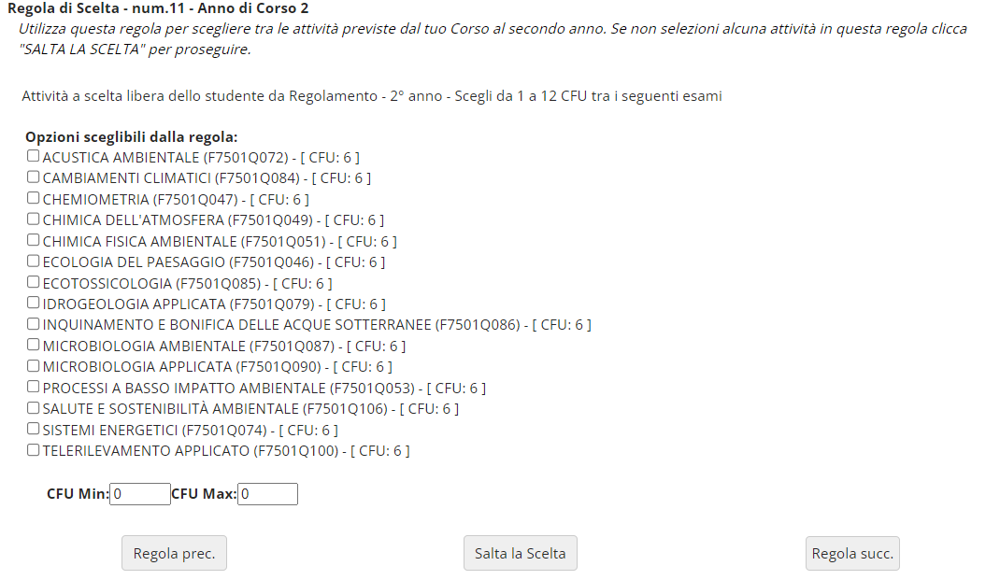 Regola di Scelta - num.11 - Anno di Corso 2
Utilizza questa regola per scegliere tra le attività previste dal tuo Corso al secondo anno. Se non selezioni alcuna attività in questa regola clicca
"SALTA LA SCELTA" per proseguire.
Attività a scelta libera dello studente da Regolamento - 2° anno - Scegli da 1 a 12 CFU tra i seguenti esami
Opzioni sceglibili dalla regola:
ACUSTICA AMBIENTALE (F7501Q072) - [ CFU: 6 ]
CAMBIAMENTI CLIMATICI (F7501Q084) - [ CFU: 6 ]
CHEMIOMETRIA (F7501Q047) - [ CFU: 6 ]
CHIMICA DELL'ATMOSFERA (F7501Q049) - [ CFU: 6 ]
CHIMICA FISICA AMBIENTALE (F7501Q051) - [ CFU: 6 ]
ECOLOGIA DEL PAESAGGIO (F7501Q046) - [ CFU: 6 ]
ECOTOSSICOLOGIA (F7501Q085) - [ CFU: 6 ]
IDROGEOLOGIA APPLICATA (F7501Q079) - [ CFU: 6 ]
INQUINAMENTO E BONIFICA DELLE ACQUE SOTTERRANEE (F7501Q086) - [ CFU: 6 ]
MICROBIOLOGIA AMBIENTALE (F7501Q087) - [ CFU: 6 ]
MICROBIOLOGIA APPLICATA (F7501Q090) - [ CFU: 6 ]
PROCESSI A BASSO IMPATTO AMBIENTALE (F7501Q053) - [ CFU: 6 ]
SALUTE E SOSTENIBILITÀ AMBIENTALE (F7501Q106) - [ CFU: 6 ]
SISTEMI ENERGETICI (F7501Q074) - [ CFU: 6 ]
TELERILEVAMENTO APPLICATO (F7501Q100) - [ CFU: 6 ]
CFU Min: 0 CFU Max: 0
Regola prec. Salta la Scelta Regola succ.